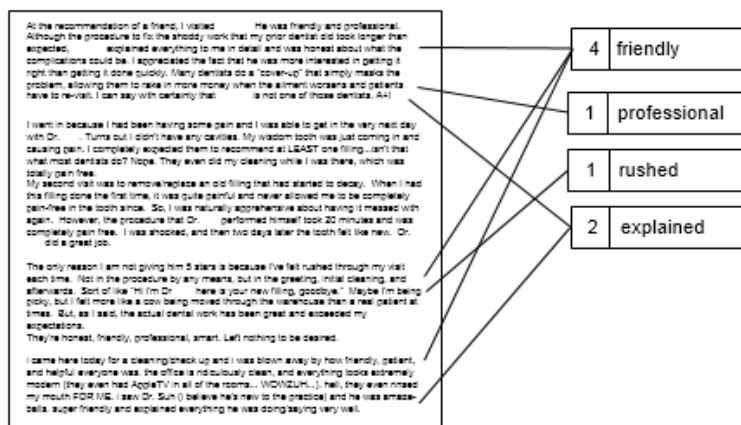 At the recommendation of a friend, I visited He was friendly and professional.
Although the procedure to fix the shoddy work that my prior dentist did took longer than
expected, explained everything to me in detail and was honest about what the
complications could be. I appreciated the fact that he was more interested in getting it
right than getting it done quickly. Many dentists do a "cover-up" that simply masks the
problem, allowing them to rake in more money when the ailment worsens and patients
have to re-visit. I can say with certainty that is not one of those dentists. A+!
I went in because I had been having some pain and I was able to get in the very next day
with Dr. . Turns out I didn't have any cavities. My wisdom tooth was just coming in and
causing pain. I completely expected them to recommend at LEAST one filling...isn't that
what most dentists do? Nope. They even did my cleaning while I was there, which was
totally pain free.
My second visit was to remove/replace an old filling that had started to decay. When I had
this filling done the first time, it was quite painful and never allowed me to be completely
pain-free in the tooth since. So, I was naturally apprehensive about having it messed with
again. However, the procedure that Dr. performed himself took 20 minutes and was
completely pain free. I was shocked, and then two days later the tooth felt like new. Dr.
did a great job.
The only reason I am not giving him 5 stars is because I've felt rushed through my visit
each time. Not in the procedure by any means, but in the greeting, initial cleaning, and
afterwards. Sort of like "Hi I'm Dr here is your new filling, goodbye." Maybe I'm being
picky, but I felt more like a cow being moved through the warehouse than a real patient at
times. But, as I said, the actual dental work has been great and exceeded my
expectations.
They're honest, friendly, professional, smart. Left nothing to be desired.
i came here today for a cleaning/check up and i was blown away by how friendly, patient,
and helpful everyone was. the office is ridiculously clean, and everything looks extremely
modern (they even had AppleTV in all of the rooms... WOWZUH...). hell, they even rinsed
my mouth FOR ME. i saw Dr. Suh (i believe he's new to the practice) and he was amaze-
balls. super friendly and explained everything he was doing/saying very well.
4 friendly
1 professional
1 rushed
2 explained